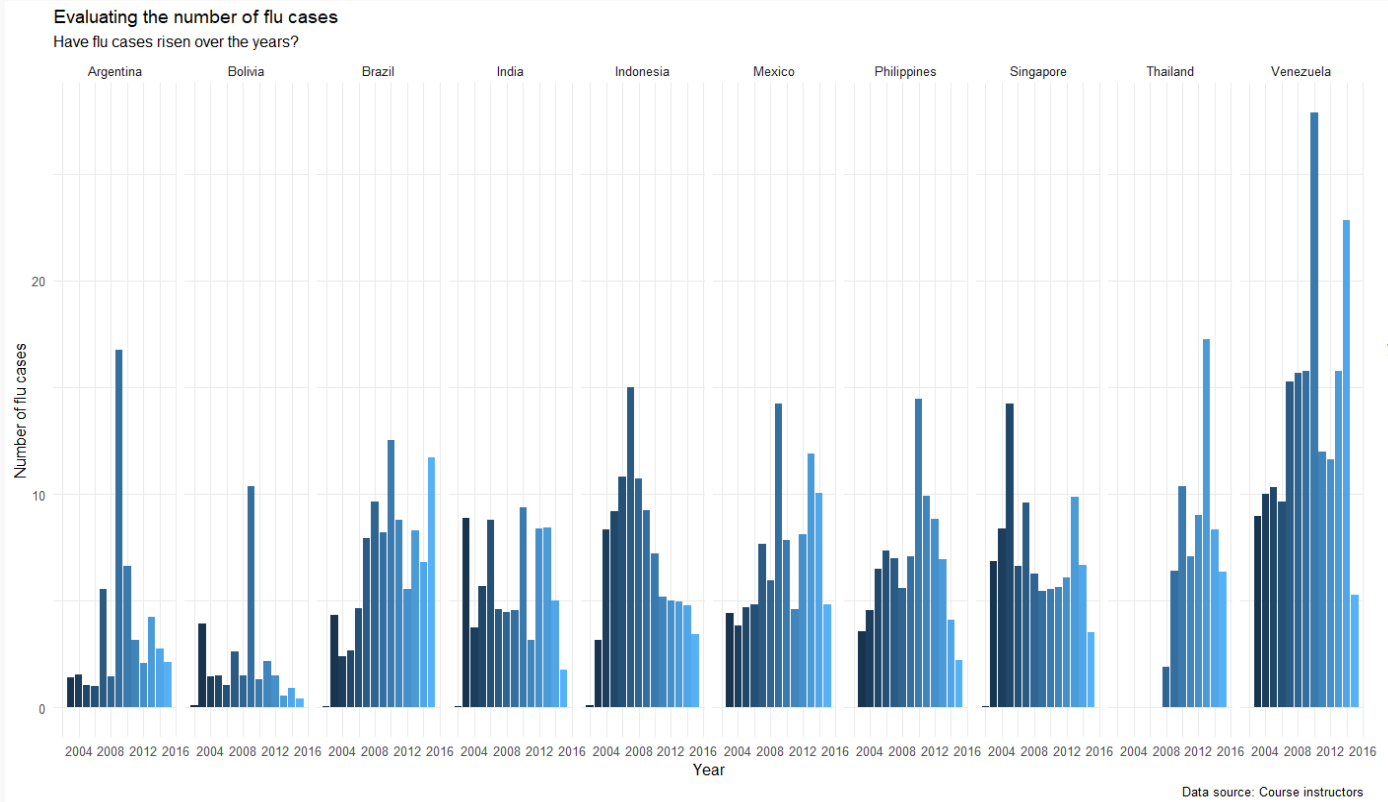 Evaluating the number of flu cases
Have flu cases risen over the years?
Argentina Bolivia Brazil India Indonesia Mexico Philippines Singapore Thailand Venezuela
20
Number of flu cases
10
0
2004 2008 2012 2016 2004 2008 2012 2016 2004 2008 2012 2016 2004 2008 2012 2016 2004 2008 2012 2016 2004 2008 2012 2016 2004 2008 2012 2016 2004 2008 2012 2016 2004 2008 2012 2016 2004 2008 2012 2016
Year
Data source: Course instructors